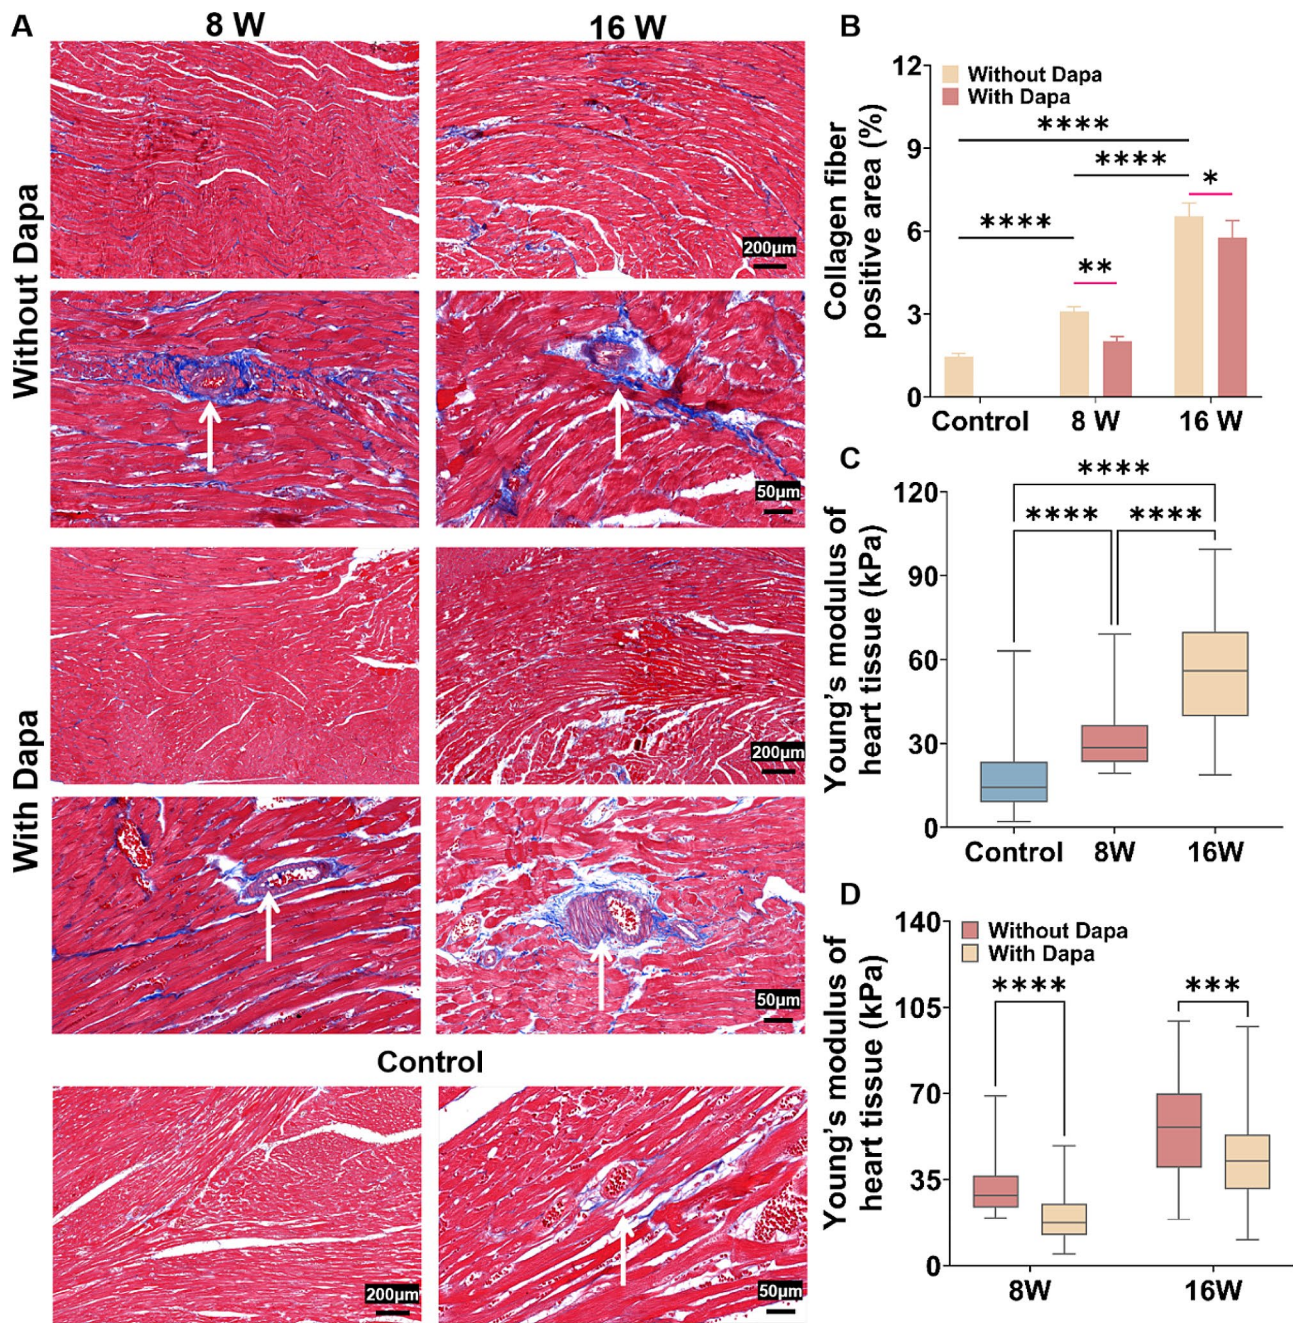 A
8 W
16 W
Without Dapa
200µm
50µm
With Dapa
200µm
50µm
Control
200µm
50µm
B
Collagen fiber
positive area (%)
12
9
6
3
0
Without Dapa
With Dapa
****
****
*
****
**
Control
8 W
16 W
C
Young's modulus of
heart tissue (kPa)
120
90
60
30
0
****
****
****
Control
8W
16W
D
Young's modulus of
heart tissue (kPa)
140
105
70
35
0
Without Dapa
With Dapa
****
***
8W
16W